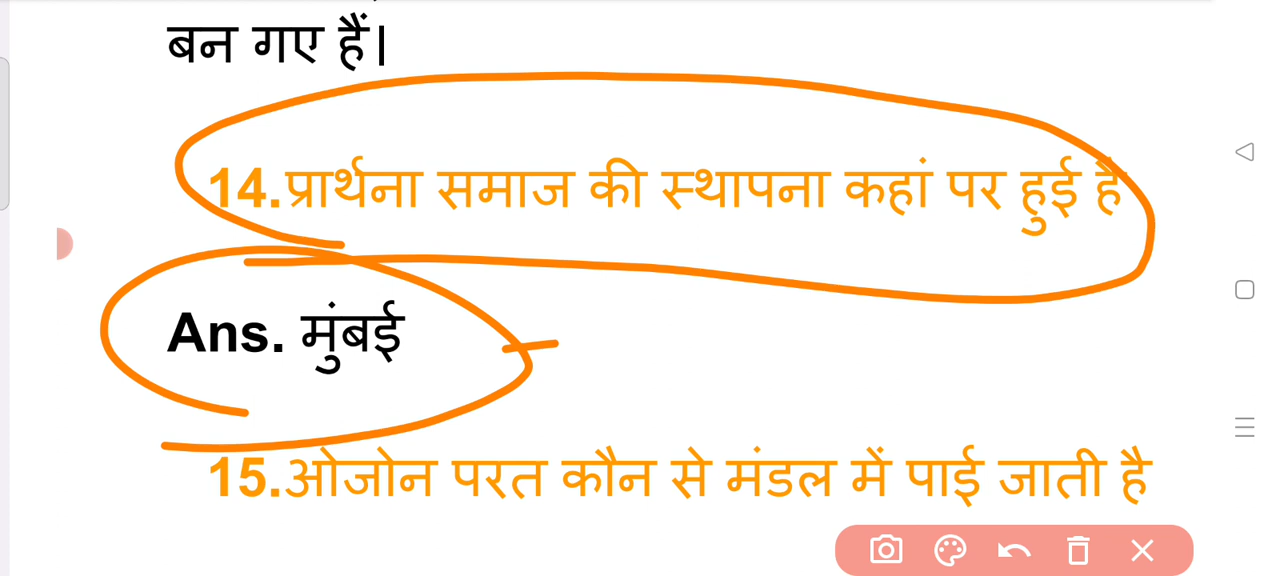 बन गए हैं।
14.प्रार्थना समाज की स्थापना कहां पर हुई है
Ans. मुंबई
15.ओजोन परत कौन से मंडल में पाई जाती है